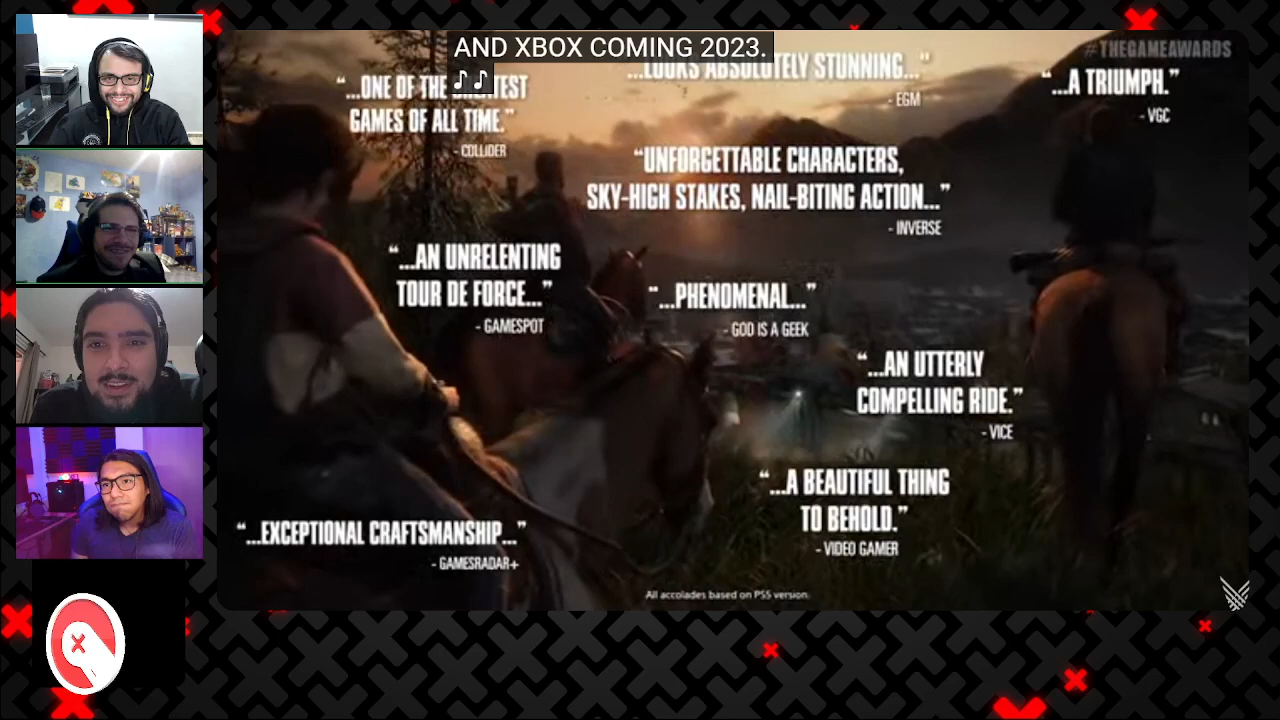 AND XBOX COMING 2023.
♪♪
#THEGAMEAWARDS
"...LOOKS ABSOLUTELY STUNNING..."
- EGM
"...ONE OF THE
GAMES OF ALL TIME."
- COLLIDER
"...A TRIUMPH."
- VGC
"UNFORGETTABLE CHARACTERS,
SKY-HIGH STAKES, NAIL-BITING ACTION..."
- INVERSE
"...AN UNRELENTING
TOUR DE FORCE..."
- GAMESPOT
"...PHENOMENAL..."
- GOD IS A GEEK
"...AN UTTERLY
COMPELLING RIDE."
- VICE
"...A BEAUTIFUL THING
TO BEHOLD."
- VIDEO GAMER
"...EXCEPTIONAL CRAFTSMANSHIP..."
- GAMESRADAR+
All accolades based on PS5 version.